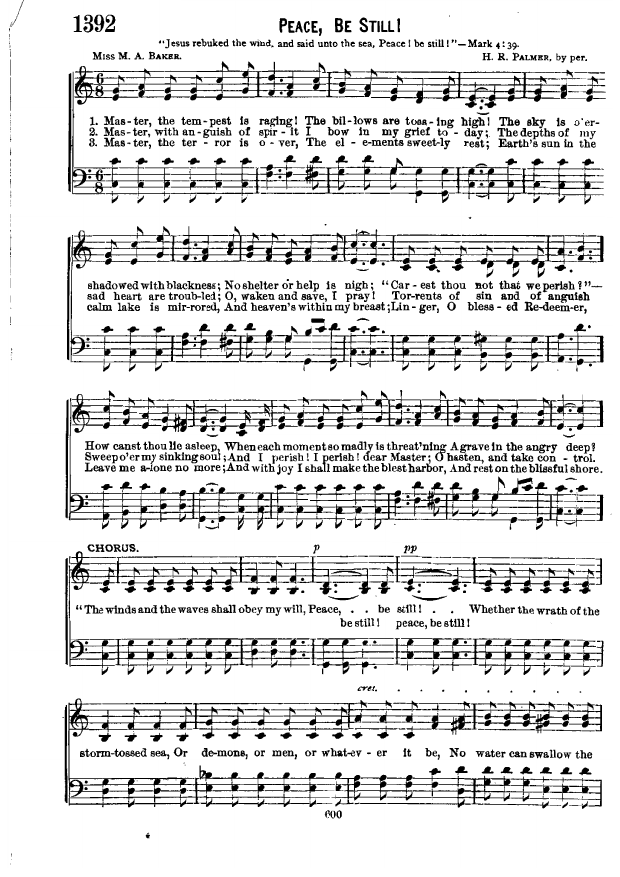 1392
PEACE, BE STILL!
"Jesus rebuked the wind, and said unto the sea, Peace! be still!"—Mark 4:39.
MISS M. A. BAKER. H. R. PALMER, by per.
1. Mas-ter, the tem-pest is raging! The bil-lows are toss-ing high! The sky is o'er-
2. Mas-ter, with an-guish of spir-it I bow in my grief to-day; The depths of my
3. Mas-ter, the ter-ror is o-ver, The el-ements sweet-ly rest; Earth's sun in the
shadowed with blackness; No shelter or help is nigh; "Car-est thou not that we perish?"—
sad heart are troub-led; O, waken and save, I pray! Tor-rents of sin and of anguish
calm lake is mir-rored, And heaven's within my breast; Lin-ger, O bless-ed Re-deem-er,
How canst thou lie asleep, When each moment so madly is threat'ning A grave in the angry deep?
Sweep o'er my sinking soul; And I perish! I perish! dear Master; O hasten, and take con-trol.
Leave me a-lone no more; And with joy I shall make the blest harbor, And rest on the blissful shore.
CHORUS. p pp
"The winds and the waves shall obey my will, Peace, . . be still! . . Whether the wrath of the
be still! peace, be still!
cres. . . . . . . .
storm-tossed sea, Or de-mons, or men, or what-ev-er it be, No water can swallow the
600